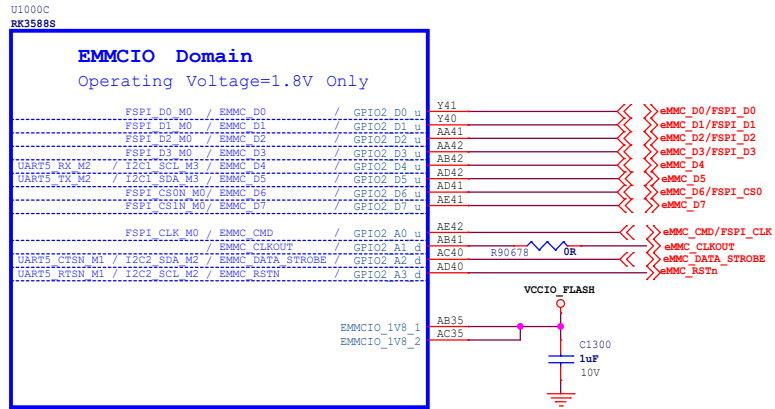 U1000C
RK3588S
EMMCIO Domain
Operating Voltage=1.8V Only
FSPI_D0_M0 / EMMC_D0 / GPIO2_D0_u Y41 eMMC_D0/FSPI_D0
FSPI_D1_M0 / EMMC_D1 / GPIO2_D1_u Y40 eMMC_D1/FSPI_D1
FSPI_D2_M0 / EMMC_D2 / GPIO2_D2_u AA41 eMMC_D2/FSPI_D2
FSPI_D3_M0 / EMMC_D3 / GPIO2_D3_u AA42 eMMC_D3/FSPI_D3
UART5_RX_M2 / I2C1_SCL_M3 / EMMC_D4 / GPIO2_D4_u AB42 eMMC_D4
UART5_TX_M2 / I2C1_SDA_M3 / EMMC_D5 / GPIO2_D5_u AD42 eMMC_D5
FSPI_CS0N_M0/ EMMC_D6 / GPIO2_D6_u AD41 eMMC_D6/FSPI_CS0
FSPI_CS1N_M0/ EMMC_D7 / GPIO2_D7_u AE41 eMMC_D7
FSPI_CLK_M0 / EMMC_CMD / GPIO2_A0_u AE42 eMMC_CMD/FSPI_CLK
/ EMMC_CLKOUT / GPIO2_A1_d AB41 R90678 0R eMMC_CLKOUT
UART5_CTSN_M1 / I2C2_SDA_M2 / EMMC_DATA_STROBE / GPIO2_A2_d AC40 eMMC_DATA_STROBE
UART5_RTSN_M1 / I2C2_SCL_M2 / EMMC_RSTN / GPIO2_A3_d AD40 eMMC_RSTn
VCCIO_FLASH
EMMCIO_1V8_1 AB35
EMMCIO_1V8_2 AC35
C1300
1uF
10V